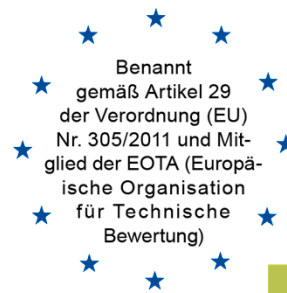 Benannt
gemäß Artikel 29
der Verordnung (EU)
Nr. 305/2011 und Mit-
glied der EOTA (Europä-
ische Organisation
für Technische
Bewertung)